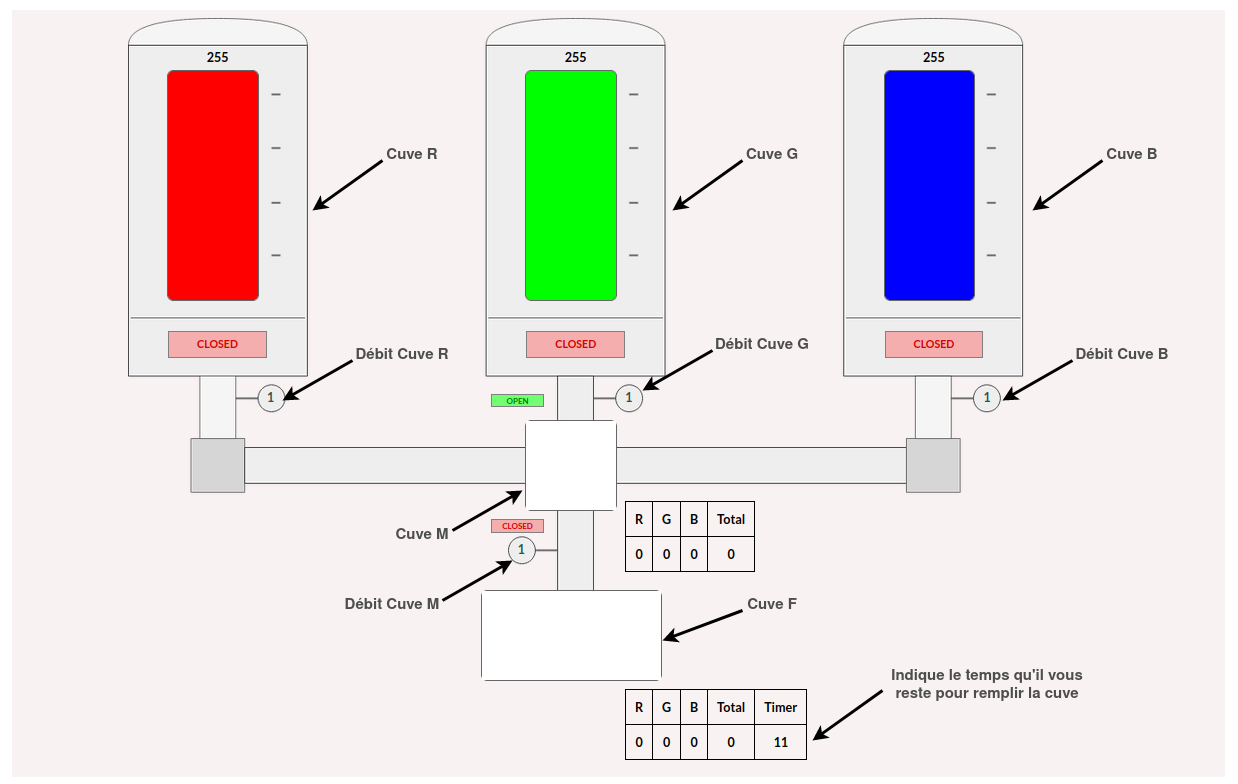 255
255
255
Cuve R
Cuve G
Cuve B
CLOSED
CLOSED
CLOSED
Débit Cuve R
Débit Cuve G
Débit Cuve B
1
OPEN
1
1
Cuve M
CLOSED
1
R G B Total
0 0 0 0
Débit Cuve M
Cuve F
Indique le temps qu'il vous
reste pour remplir la cuve
R G B Total Timer
0 0 0 0 11